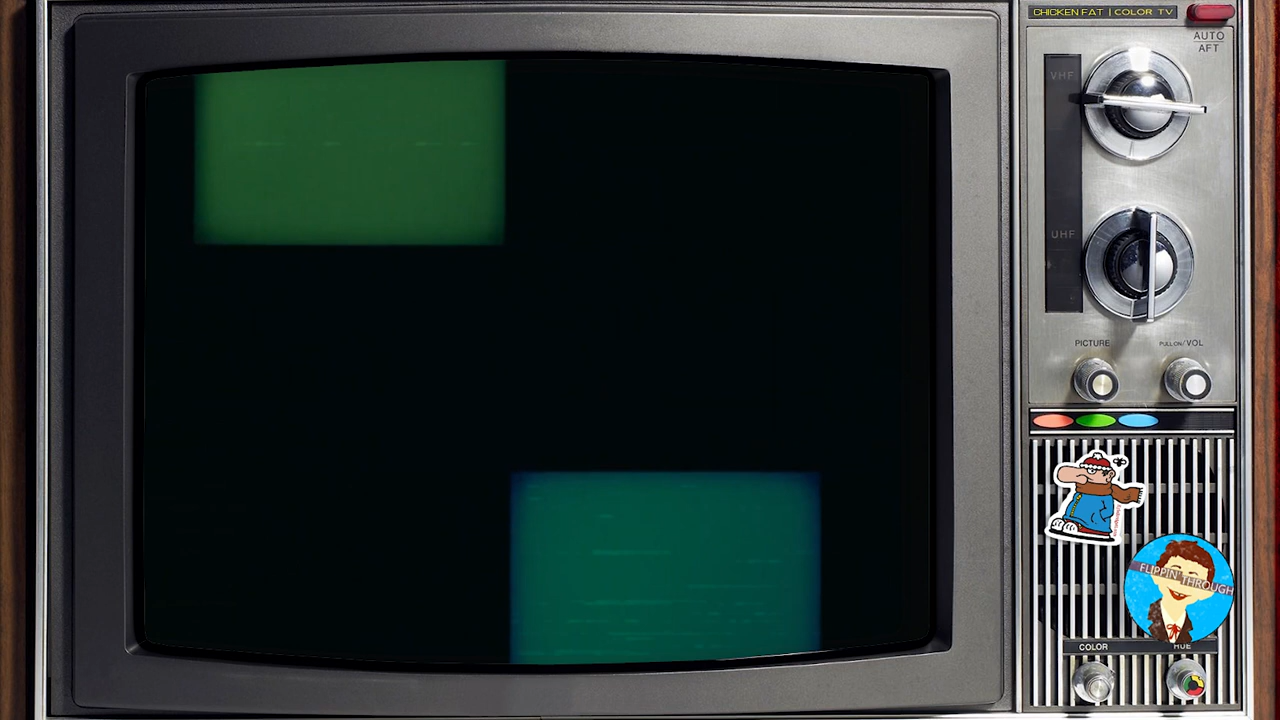 CHICKEN FAT | COLOR TV
AUTO
AFT
VHF
UHF
PICTURE
PULL ON/VOL
FLIPPIN' THROUGH
COLOR
HUE